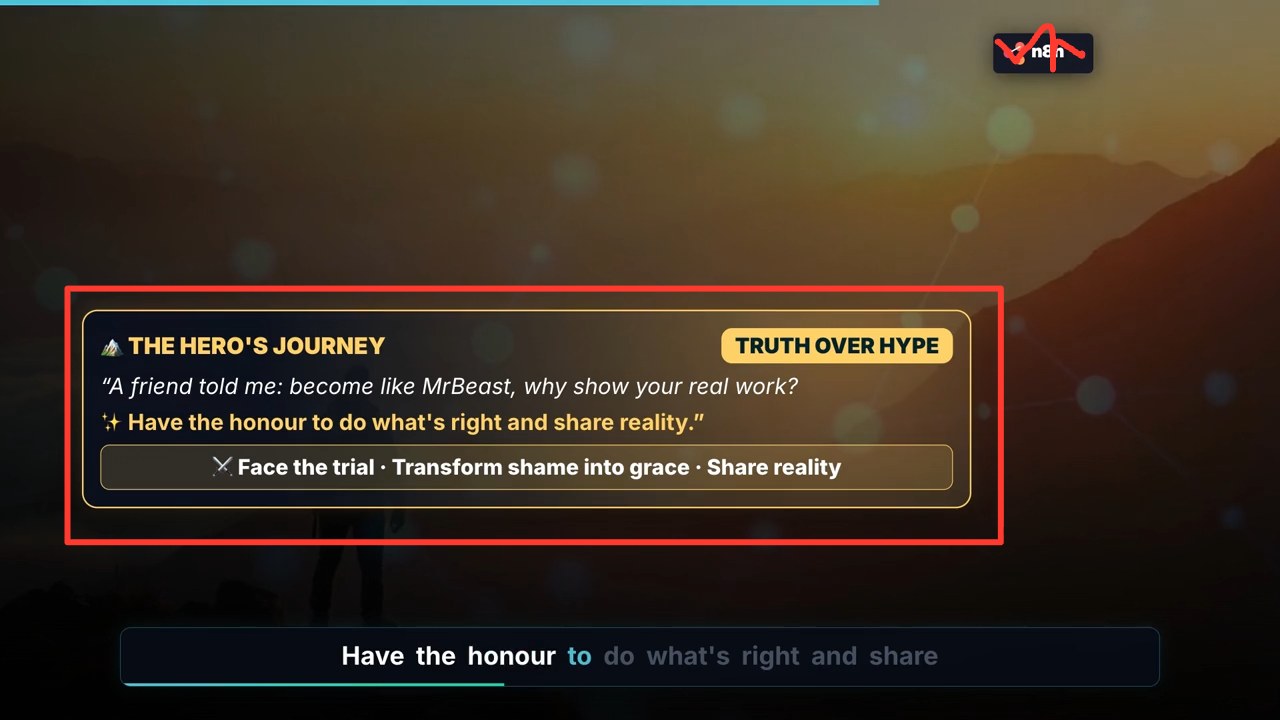 n8n
THE HERO'S JOURNEY
TRUTH OVER HYPE
“A friend told me: become like MrBeast, why show your real work?
Have the honour to do what's right and share reality.”
Face the trial · Transform shame into grace · Share reality
Have the honour to do what's right and share